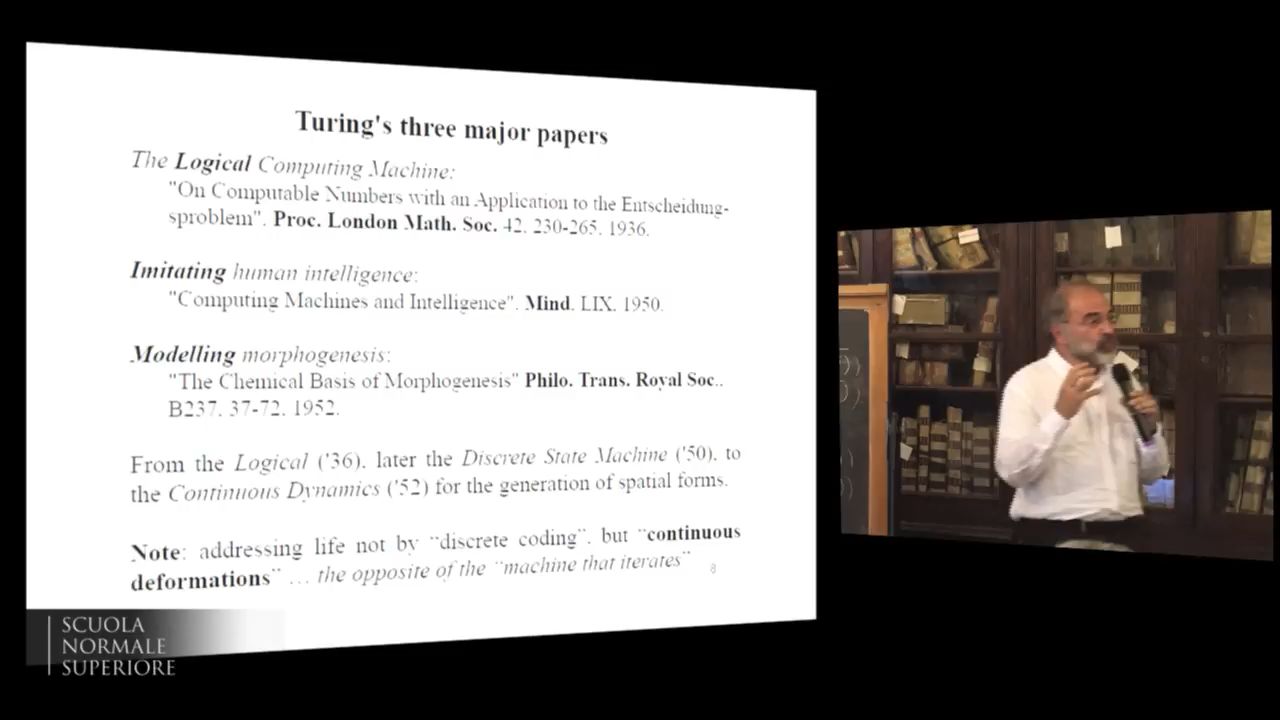 Turing's three major papers
The Logical Computing Machine:
"On Computable Numbers with an Application to the Entscheidung-
sproblem". Proc. London Math. Soc. 42. 230-265. 1936.
Imitating human intelligence:
"Computing Machines and Intelligence". Mind. LIX. 1950.
Modelling morphogenesis:
"The Chemical Basis of Morphogenesis" Philo. Trans. Royal Soc..
B237. 37-72. 1952.
From the Logical ('36). later the Discrete State Machine ('50). to
the Continuous Dynamics ('52) for the generation of spatial forms.
Note: addressing life not by "discrete coding". but "continuous
deformations" ... the opposite of the "machine that iterates"
8
SCUOLA
NORMALE
SUPERIORE